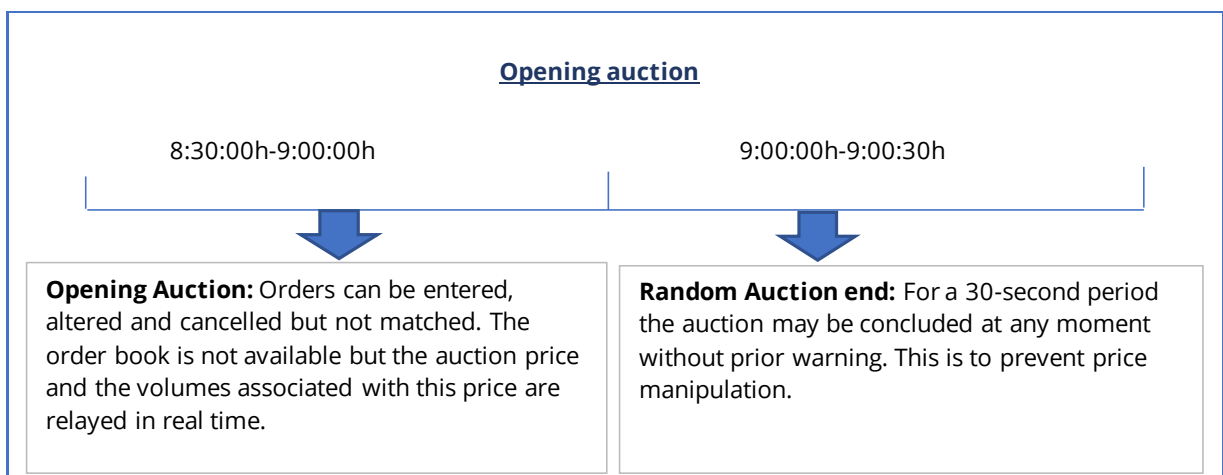 Opening auction
8:30:00h-9:00:00h
9:00:00h-9:00:30h
Opening Auction: Orders can be entered,
altered and cancelled but not matched. The
order book is not available but the auction price
and the volumes associated with this price are
relayed in real time.
Random Auction end: For a 30-second period
the auction may be concluded at any moment
without prior warning. This is to prevent price
manipulation.